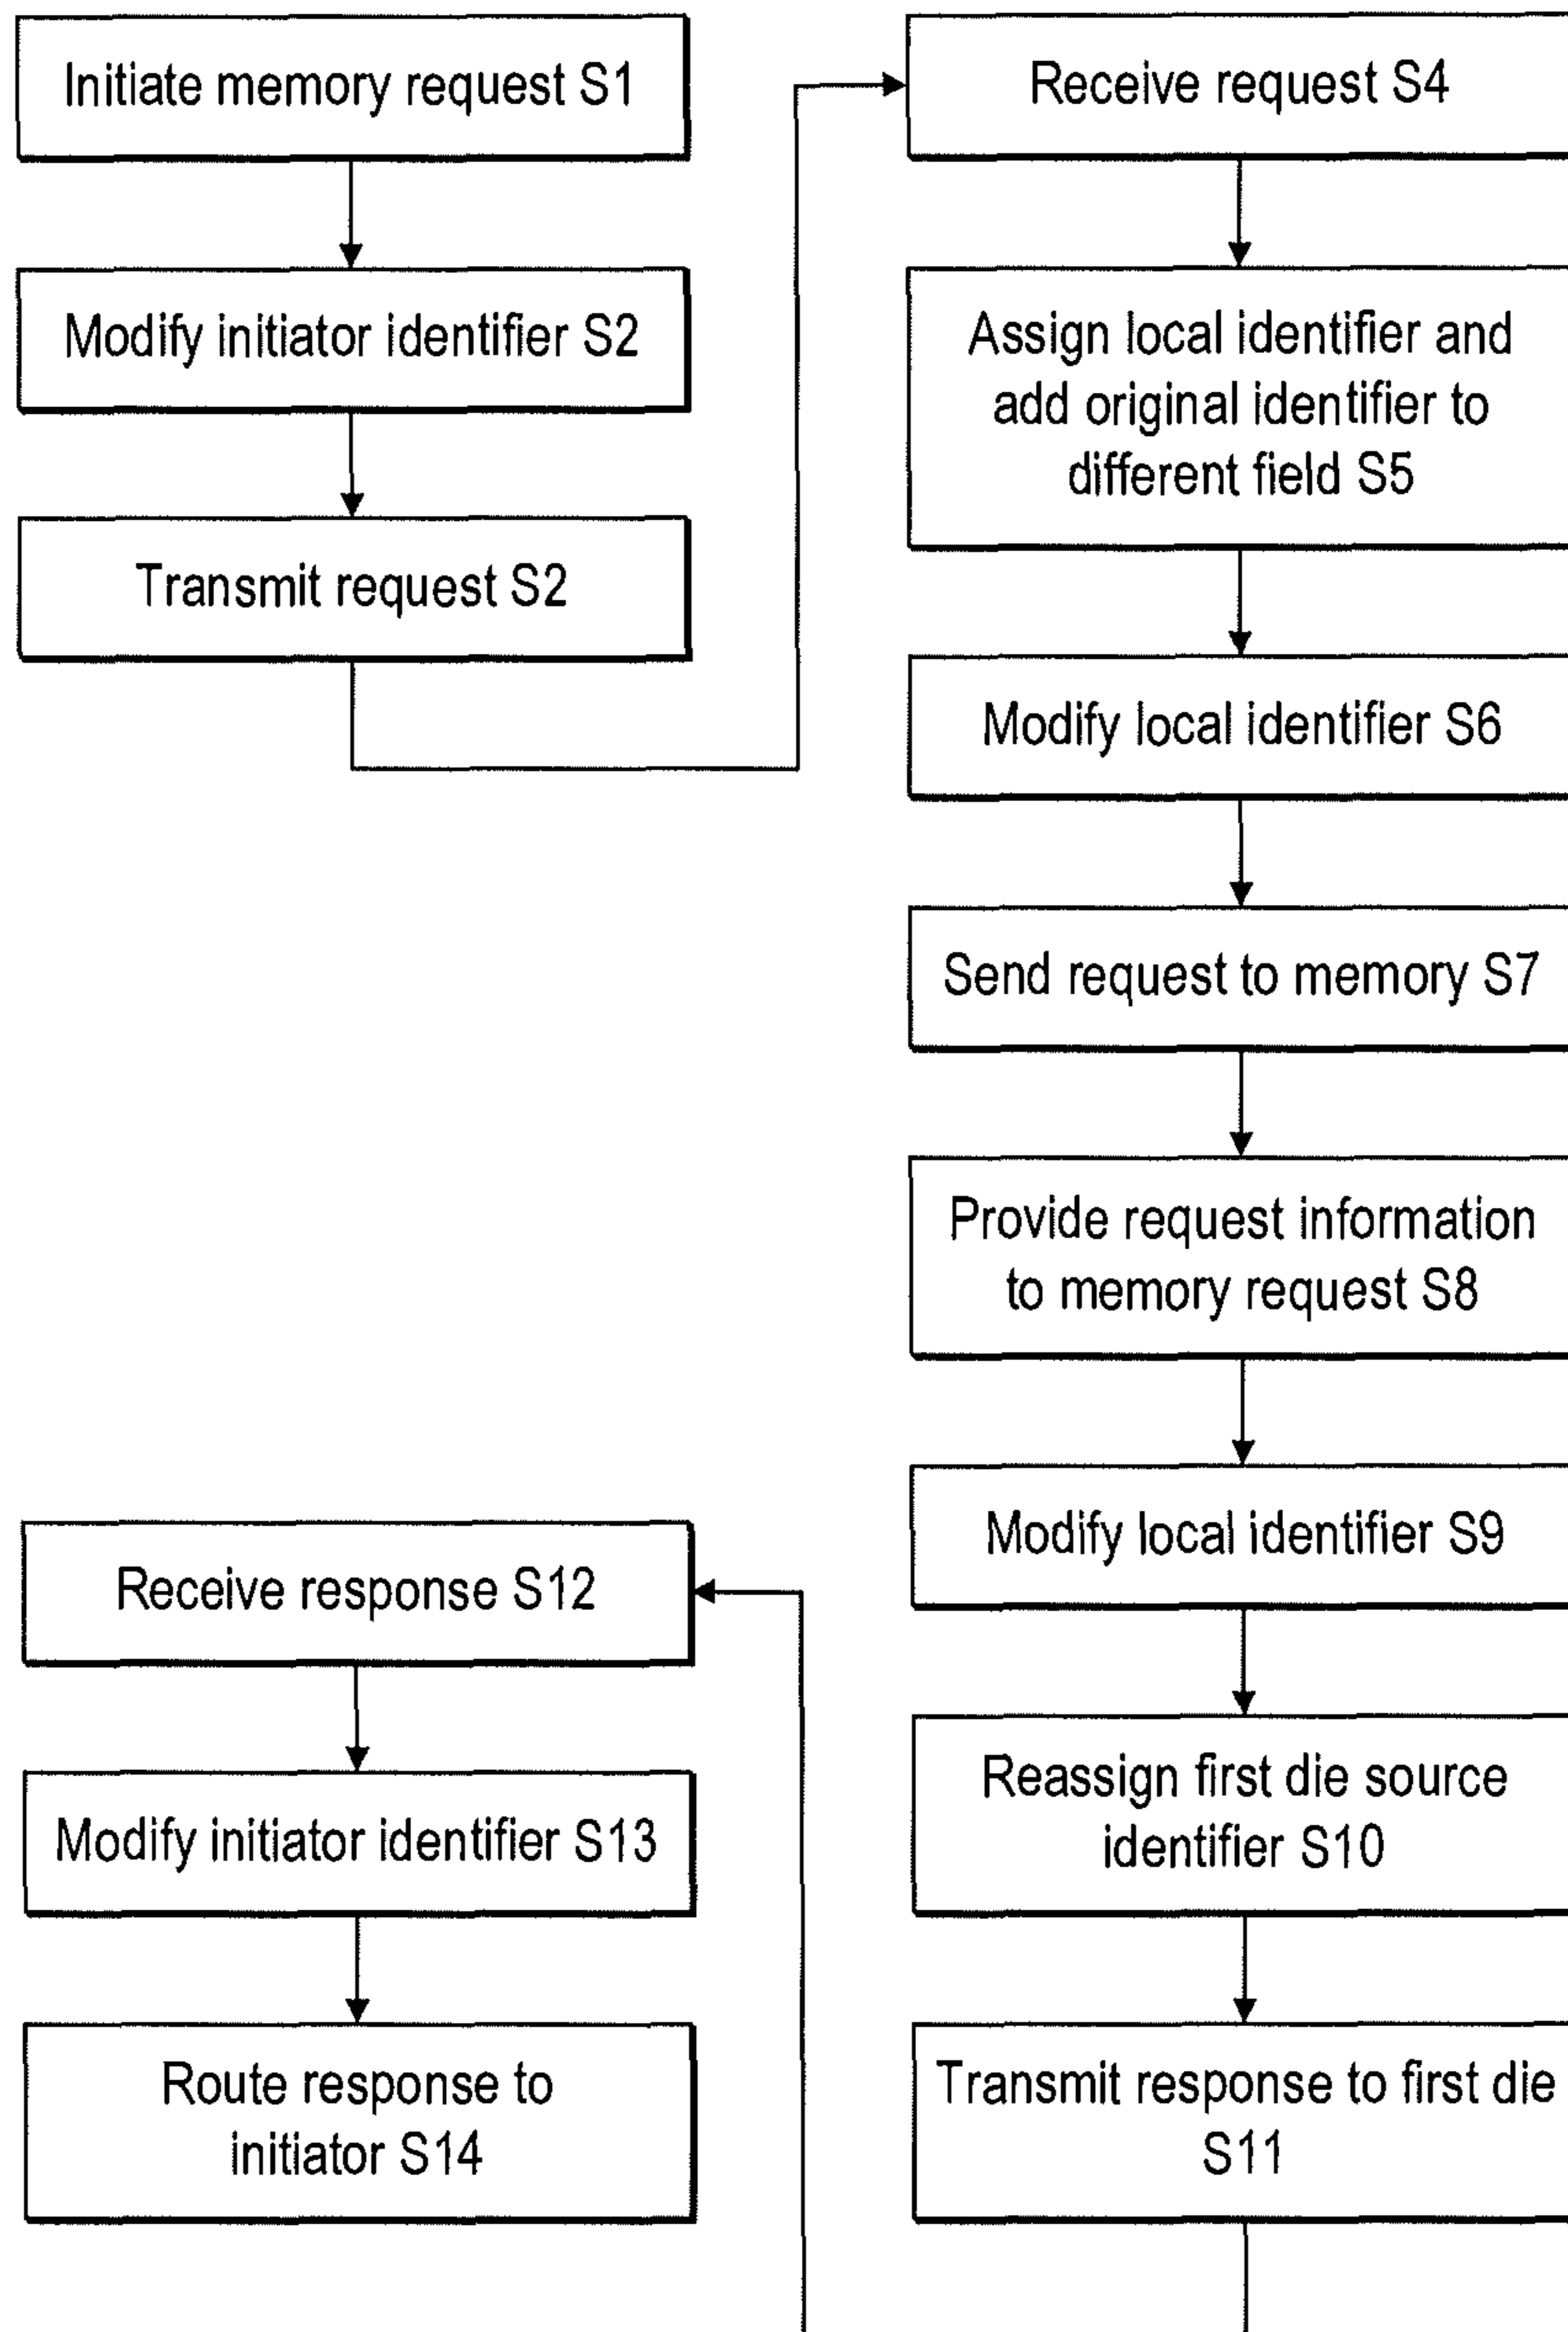 Initiate memory request S1
Modify initiator identifier S2
Transmit request S2
Receive request S4
Assign local identifier and
add original identifier to
different field S5
Modify local identifier S6
Send request to memory S7
Provide request information
to memory request S8
Modify local identifier S9
Reassign first die source
identifier S10
Transmit response to first die
S11
Receive response S12
Modify initiator identifier S13
Route response to
initiator S14